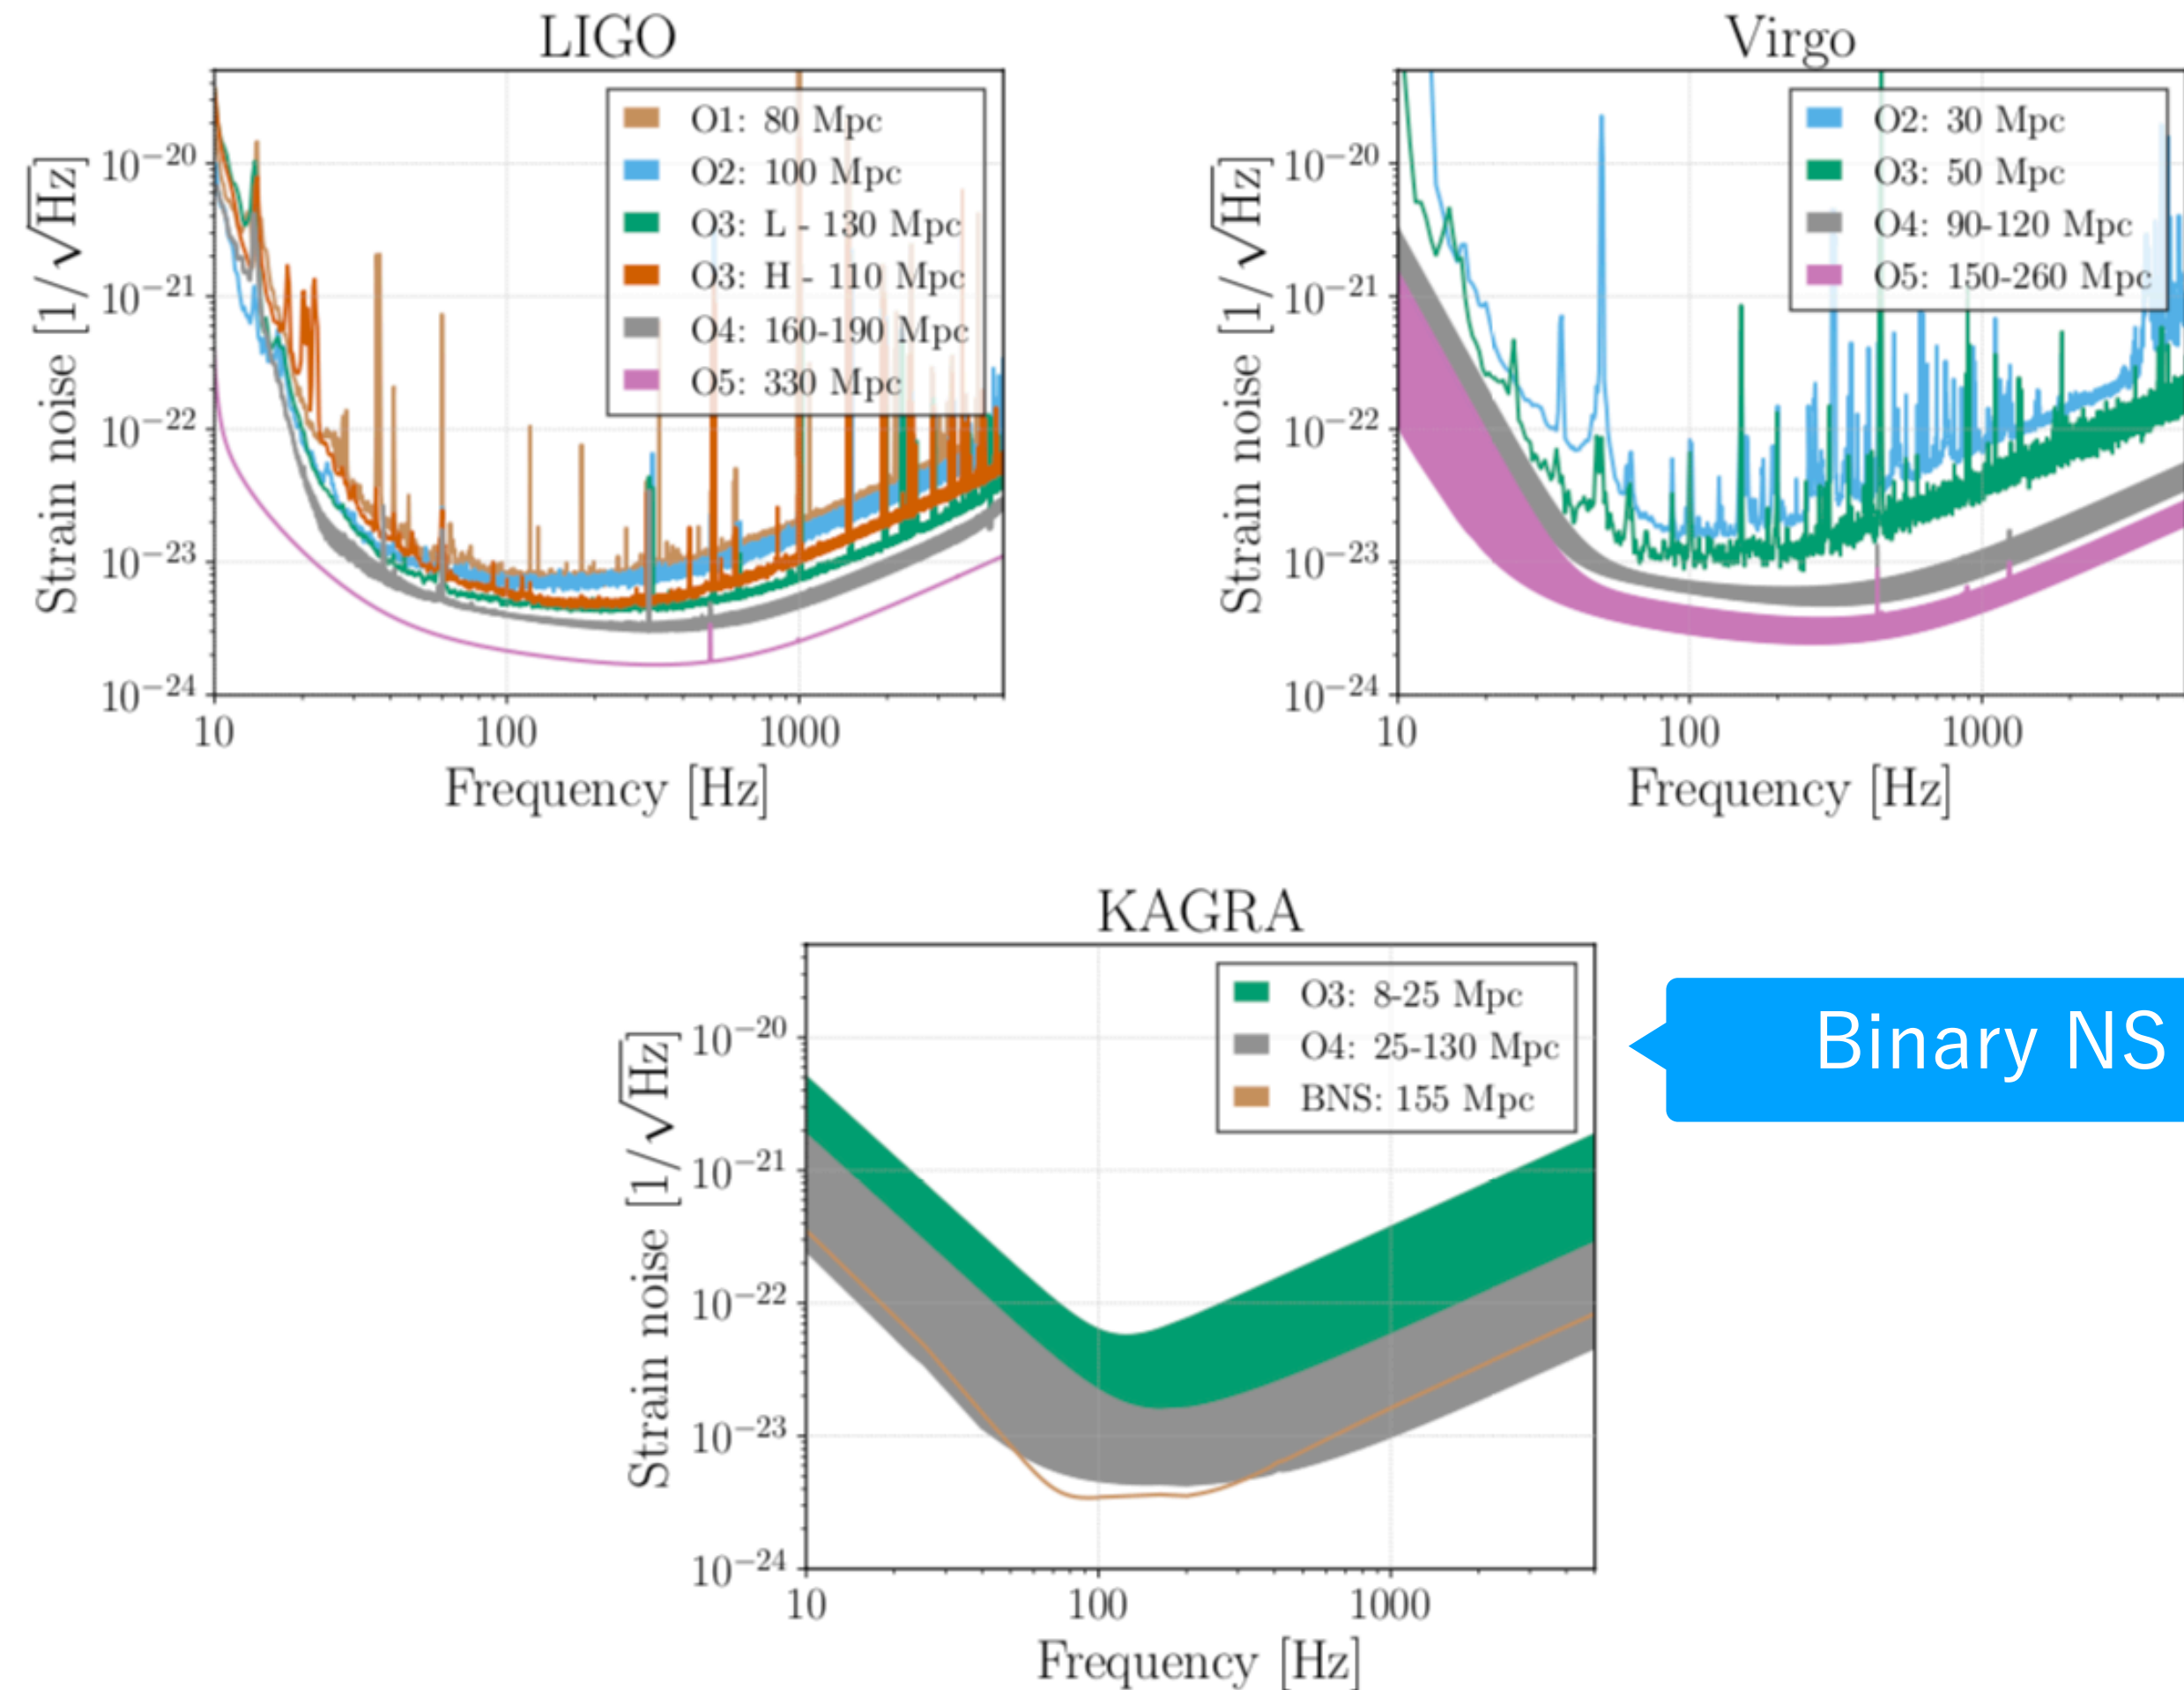 LIGO
Strain noise [1/√Hz]
10⁻²⁰
10⁻²¹
10⁻²²
10⁻²³
10⁻²⁴
O1: 80 Mpc
O2: 100 Mpc
O3: L - 130 Mpc
O3: H - 110 Mpc
O4: 160-190 Mpc
O5: 330 Mpc
10 100 1000
Frequency [Hz]
Virgo
Strain noise [1/√Hz]
10⁻²⁰
10⁻²¹
10⁻²²
10⁻²³
10⁻²⁴
O2: 30 Mpc
O3: 50 Mpc
O4: 90-120 Mpc
O5: 150-260 Mpc
10 100 1000
Frequency [Hz]
KAGRA
Strain noise [1/√Hz]
10⁻²⁰
10⁻²¹
10⁻²²
10⁻²³
10⁻²⁴
O3: 8-25 Mpc
O4: 25-130 Mpc
BNS: 155 Mpc
10 100 1000
Frequency [Hz]
Binary NS